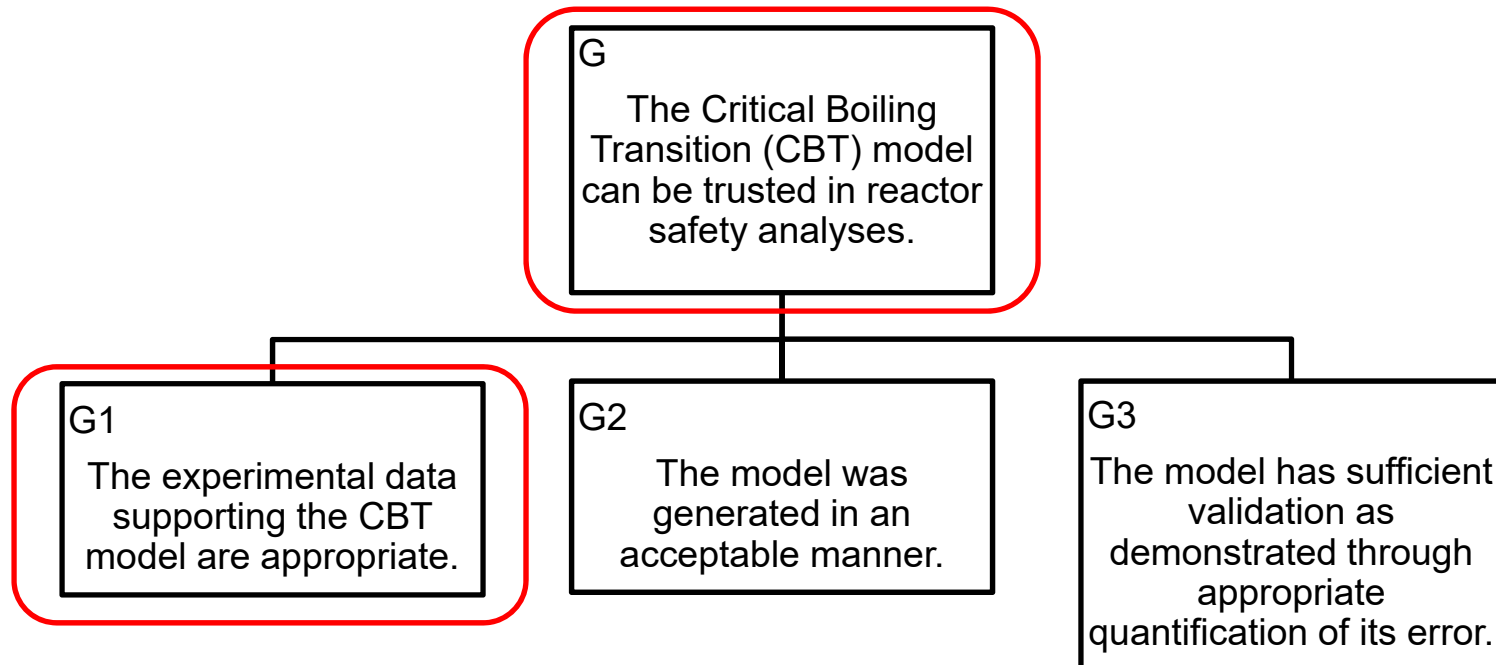 G
The Critical Boiling
Transition (CBT) model
can be trusted in reactor
safety analyses.
G1
The experimental data
supporting the CBT
model are appropriate.
G2
The model was
generated in an
acceptable manner.
G3
The model has sufficient
validation as
demonstrated through
appropriate
quantification of its error.